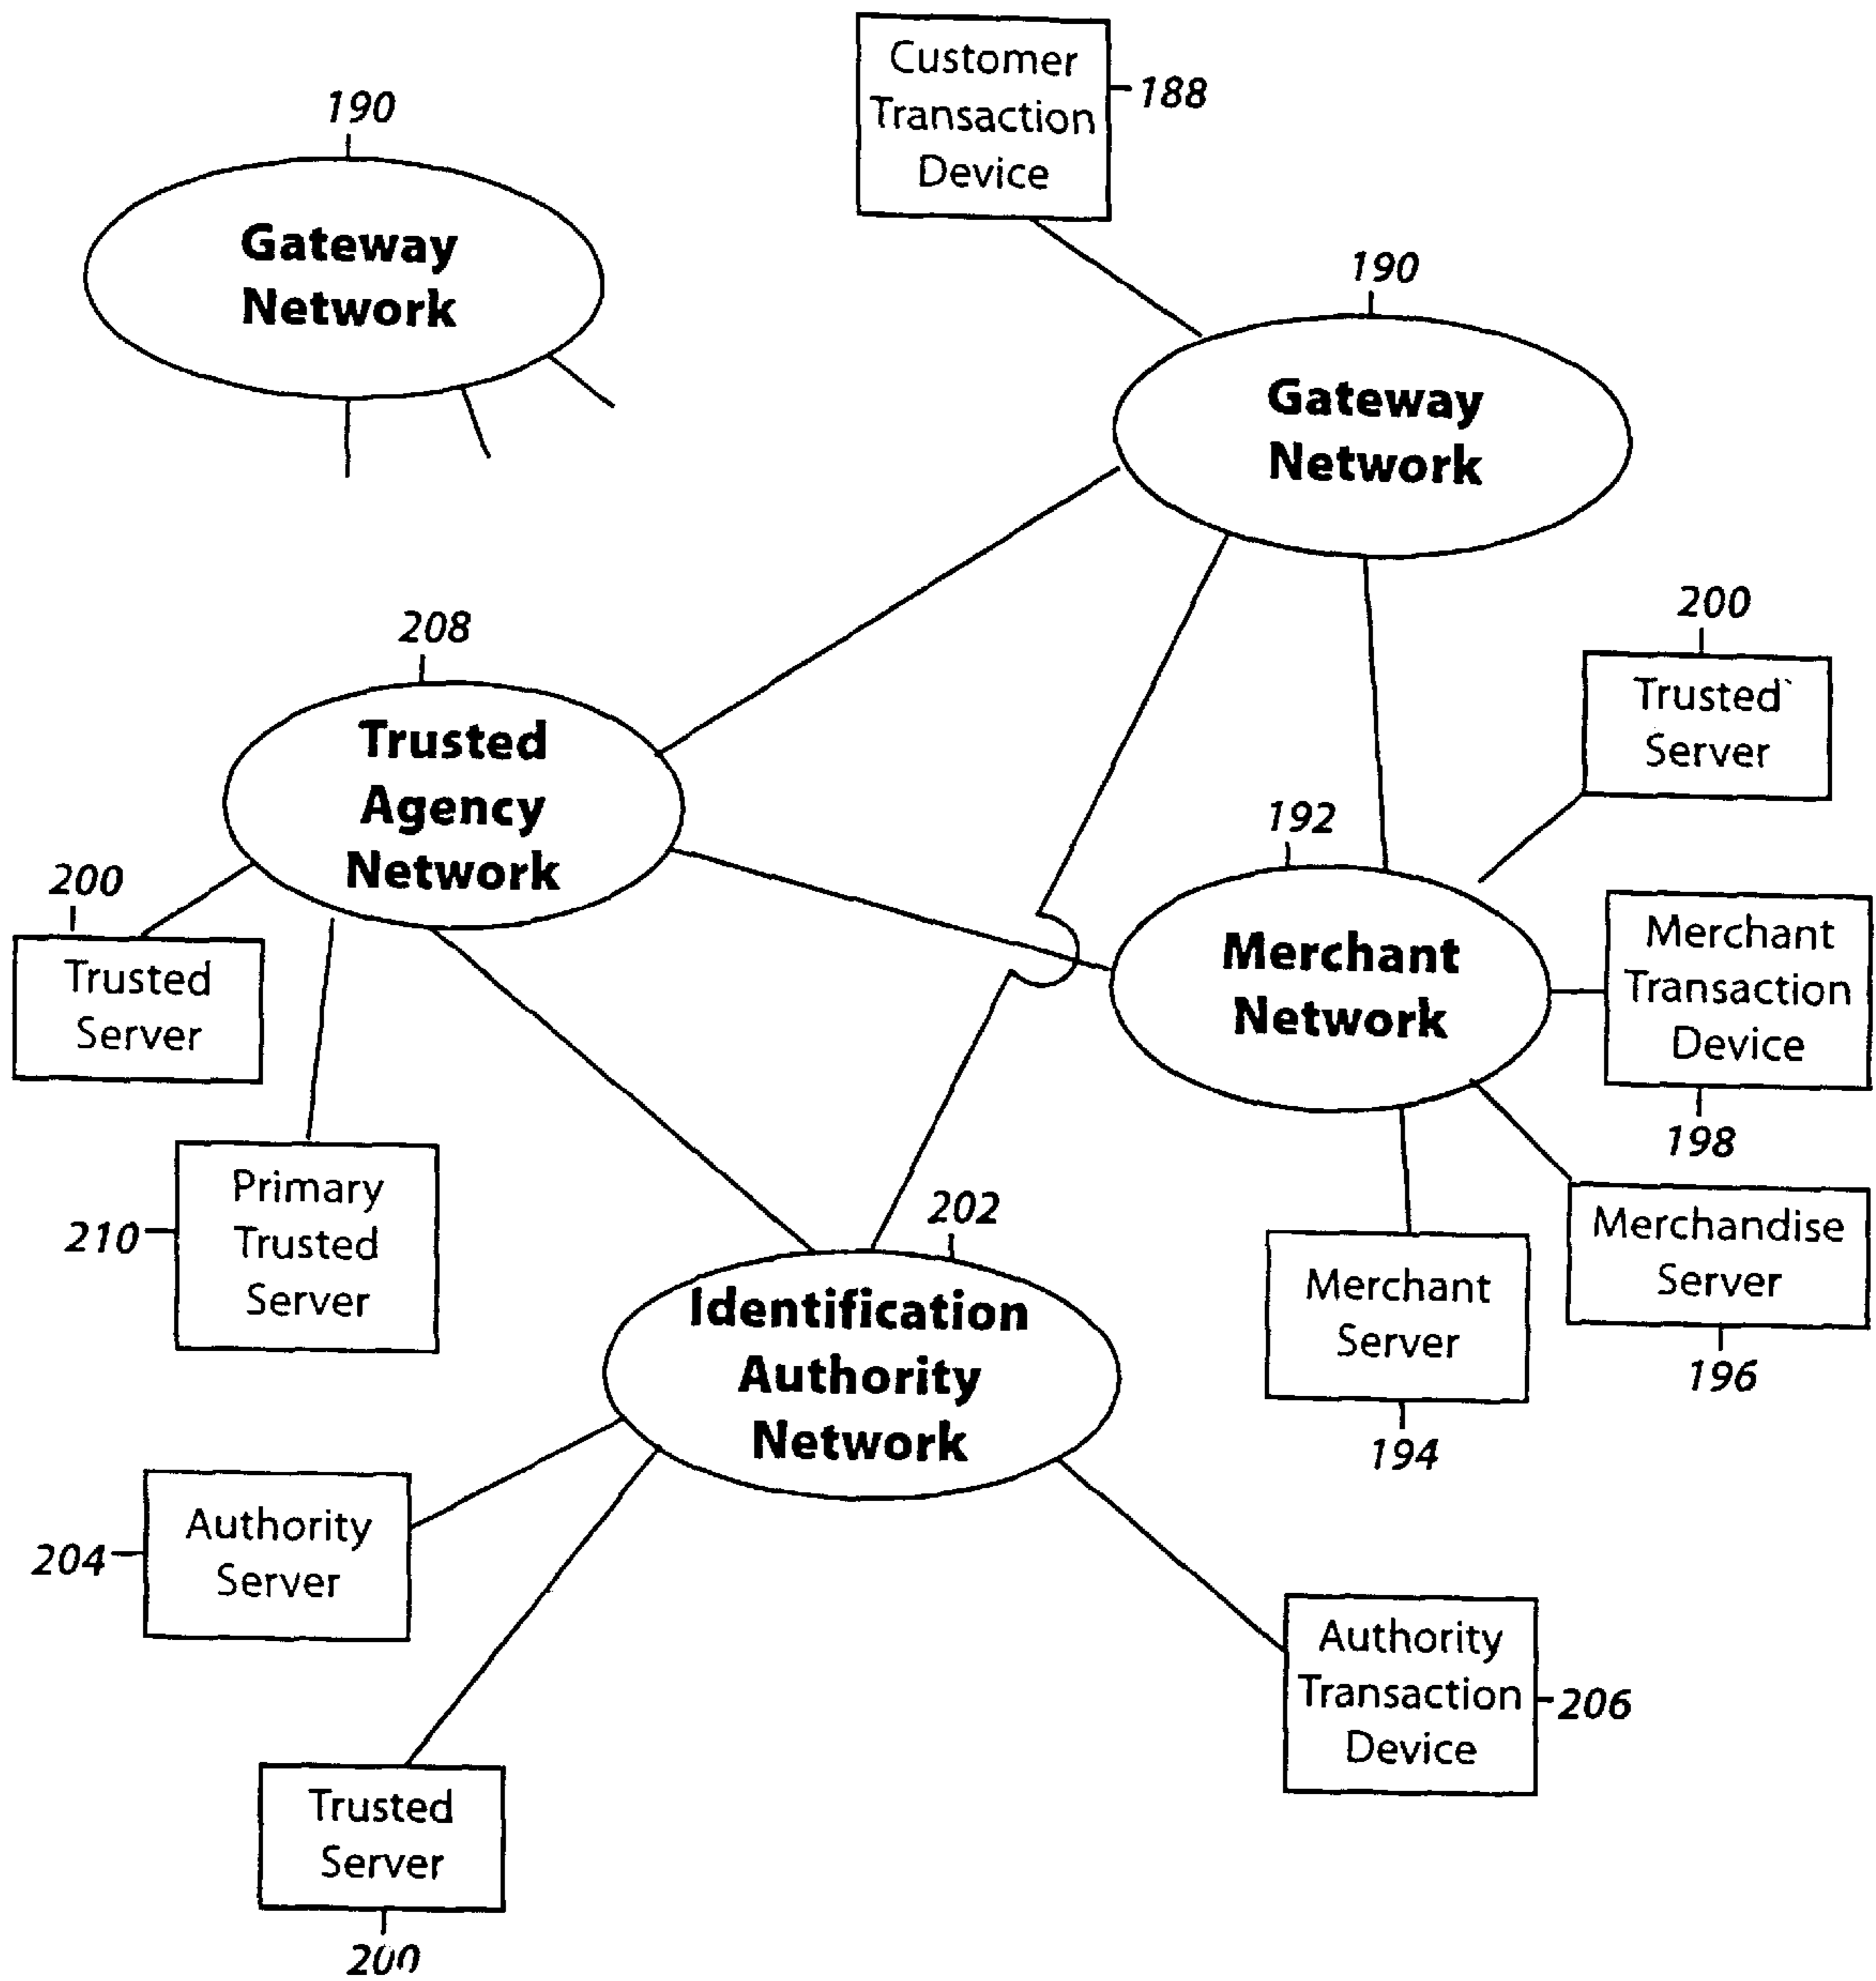 Customer
Transaction
Device
188
190
Gateway
Network
190
Gateway
Network
208
Trusted
Agency
Network
200
Trusted
Server
192
Merchant
Network
Merchant
Transaction
Device
198
200
Trusted
Server
Primary
Trusted
Server
210
202
Identification
Authority
Network
Merchant
Server
194
Merchandise
Server
196
Authority
Server
204
Authority
Transaction
Device
206
Trusted
Server
200